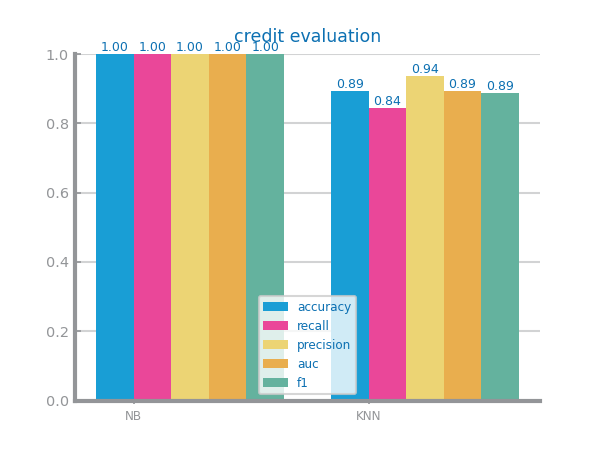 credit evaluation
1.00 1.00 1.00 1.00 1.00
0.89 0.84 0.94 0.89 0.89
1.0
0.8
0.6
0.4
0.2
0.0
accuracy
recall
precision
auc
f1
NB KNN